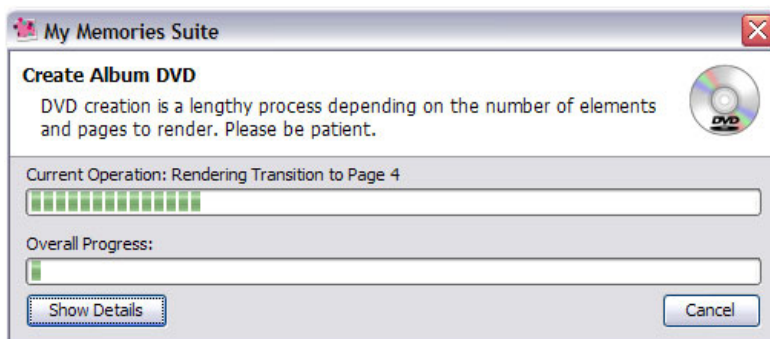 My Memories Suite
Create Album DVD
DVD creation is a lengthy process depending on the number of elements
and pages to render. Please be patient.
DVD
Current Operation: Rendering Transition to Page 4
Overall Progress:
Show Details
Cancel